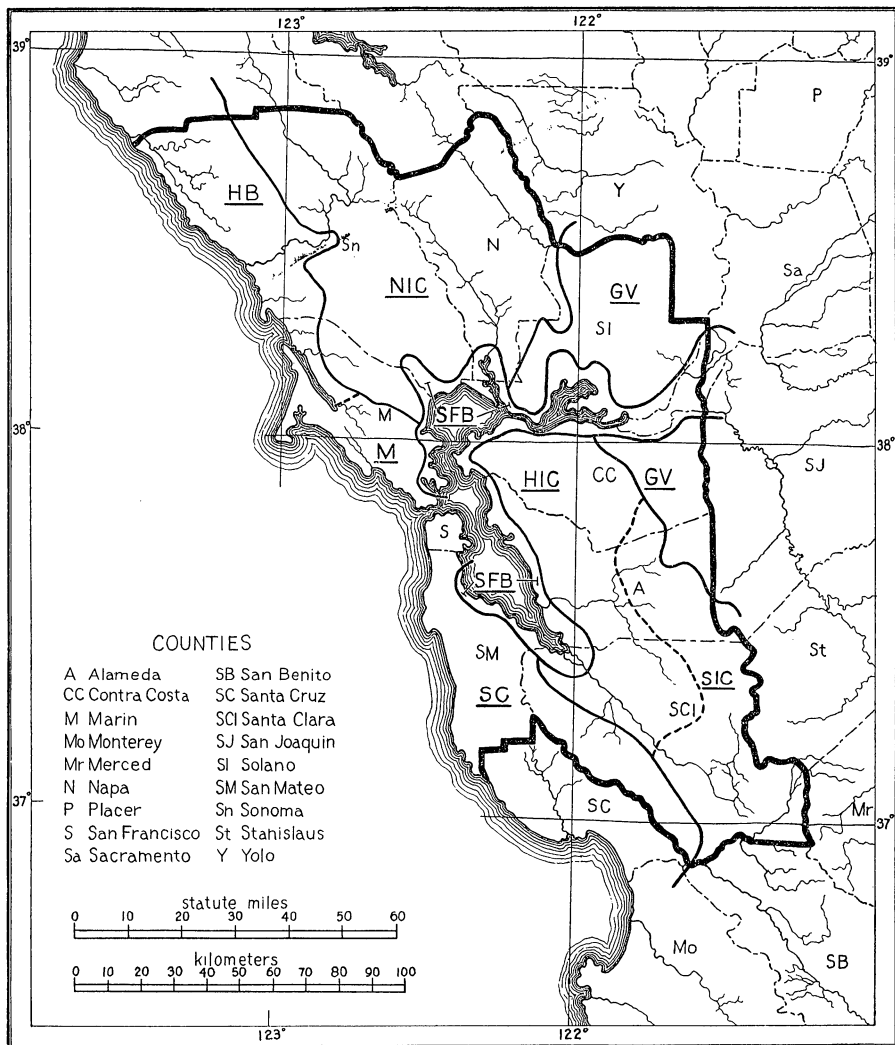 123° 122°
39° 39°
P
HB
Y
Sn
N
NIC
GV
Sa
SI
SFB
38° M 38°
M
HIC
CC
GV
SJ
S
SFB
A
COUNTIES
SM
St
A Alameda SB San Benito
SIC
CC Contra Costa SC Santa Cruz
SC
M Marin SCl Santa Clara
SCl
Mo Monterey SJ San Joaquin
Mr Merced SI Solano
N Napa SM San Mateo
37° P Placer Sn Sonoma SC 37° Mr
S San Francisco St Stanislaus
Sa Sacramento Y Yolo
statute miles
0 10 20 30 40 50 60
Mo
SB
kilometers
0 10 20 30 40 50 60 70 80 90 100
123° 122°